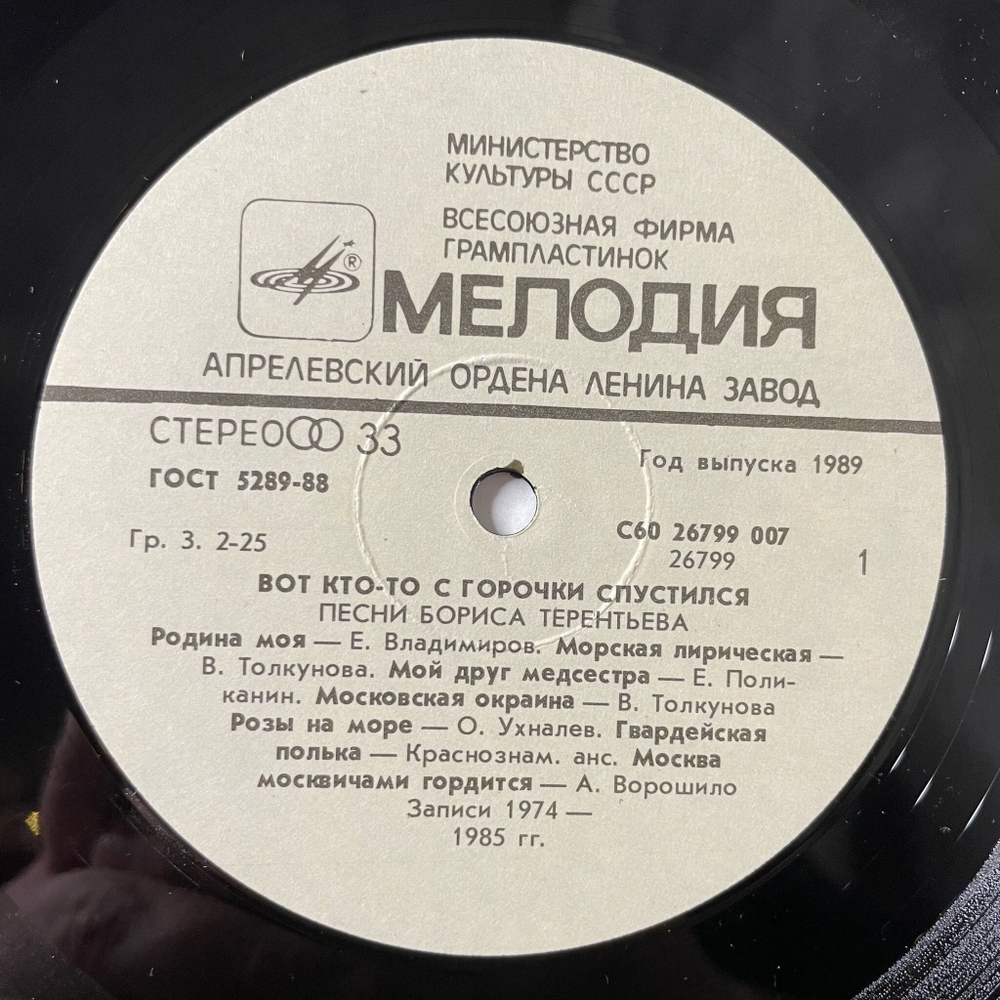 МИНИСТЕРСТВО
КУЛЬТУРЫ СССР
ВСЕСОЮЗНАЯ ФИРМА
ГРАМПЛАСТИНОК
®
МЕЛОДИЯ
АПРЕЛЕВСКИЙ ОРДЕНА ЛЕНИНА ЗАВОД
СТЕРЕО 33
Год выпуска 1989
ГОСТ 5289-88
Гр. 3. 2-25
С60 26799 007
26799
1
ВОТ КТО-ТО С ГОРОЧКИ СПУСТИЛСЯ
ПЕСНИ БОРИСА ТЕРЕНТЬЕВА
Родина моя — Е. Владимиров. Морская лирическая —
В. Толкунова. Мой друг медсестра — Е. Поли-
канин. Московская окраина — В. Толкунова
Розы на море — О. Ухналев. Гвардейская
полька — Краснознам. анс. Москва
москвичами гордится — А. Ворошило
Записи 1974 —
1985 гг.